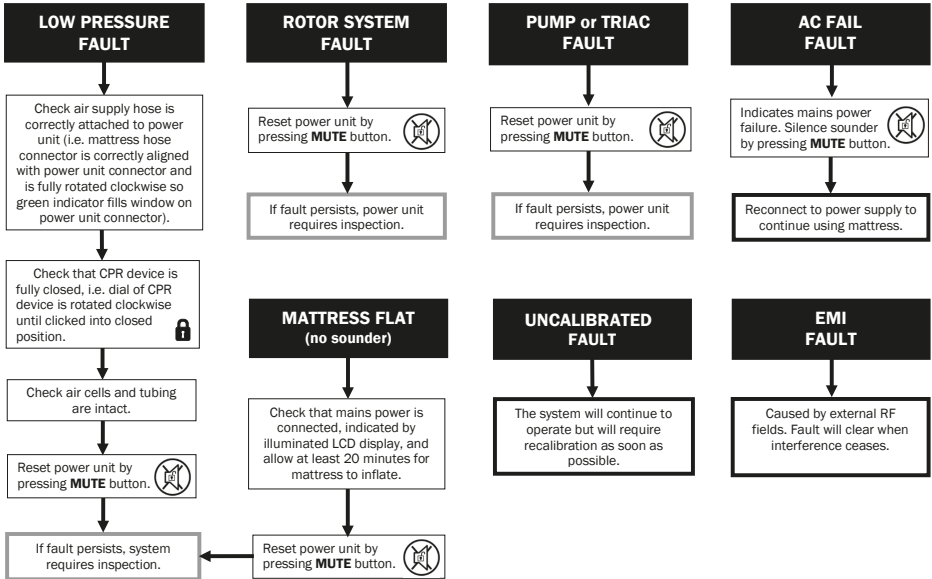 LOW PRESSURE
FAULT
Check air supply hose is
correctly attached to power
unit (i.e. mattress hose
connector is correctly aligned
with power unit connector and
is fully rotated clockwise so
green indicator fills window on
power unit connector).
Check that CPR device is
fully closed, i.e. dial of CPR
device is rotated clockwise
until clicked into closed
position.
Check air cells and tubing
are intact.
Reset power unit by
pressing MUTE button.
If fault persists, system
requires inspection.
ROTOR SYSTEM
FAULT
Reset power unit by
pressing MUTE button.
If fault persists, power unit
requires inspection.
MATTRESS FLAT
(no sounder)
Check that mains power is
connected, indicated by
illuminated LCD display, and
allow at least 20 minutes for
mattress to inflate.
Reset power unit by
pressing MUTE button.
PUMP or TRIAC
FAULT
Reset power unit by
pressing MUTE button.
If fault persists, power unit
requires inspection.
UNCALIBRATED
FAULT
The system will continue to
operate but will require
recalibration as soon as
possible.
AC FAIL
FAULT
Indicates mains power
failure. Silence sounder
by pressing MUTE button.
Reconnect to power supply to
continue using mattress.
EMI
FAULT
Caused by external RF
fields. Fault will clear when
interference ceases.